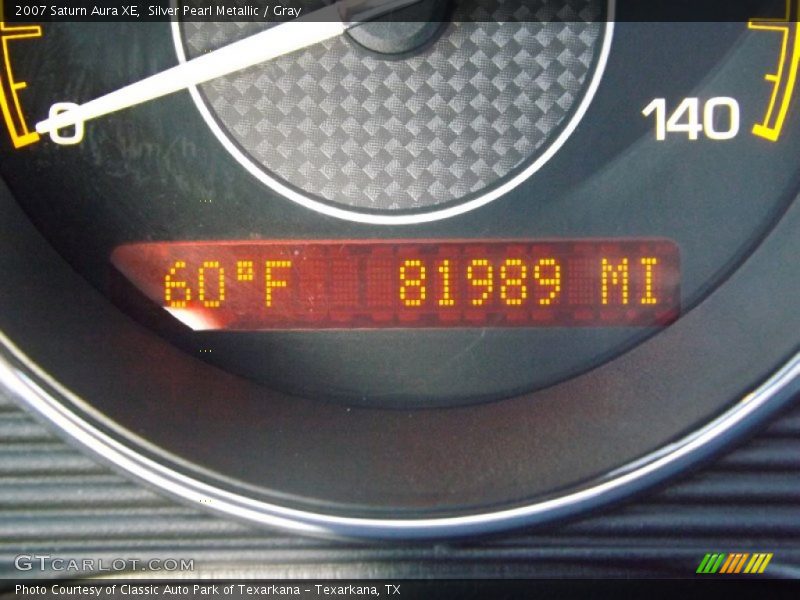 2007 Saturn Aura XE,  Silver Pearl Metallic / Gray
0
140
60°F 81989 MI
GTCARLOT.COM
Photo Courtesy of Classic Auto Park of Texarkana - Texarkana, TX